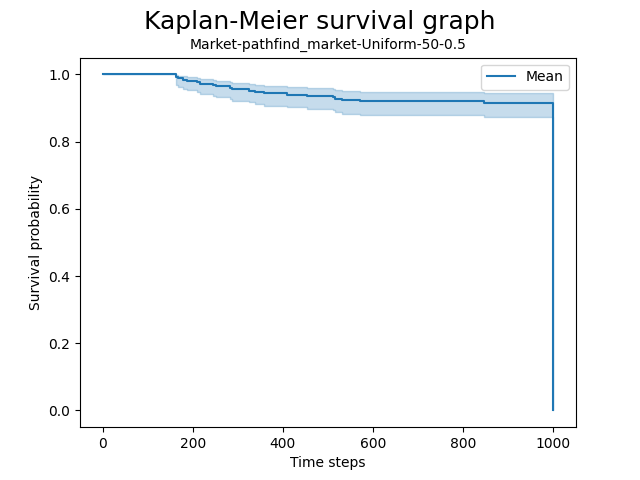 Kaplan-Meier survival graph
Market-pathfind_market-Uniform-50-0.5
Mean
1.0
0.8
0.6
0.4
0.2
0.0
Survival probability
0 200 400 600 800 1000
Time steps